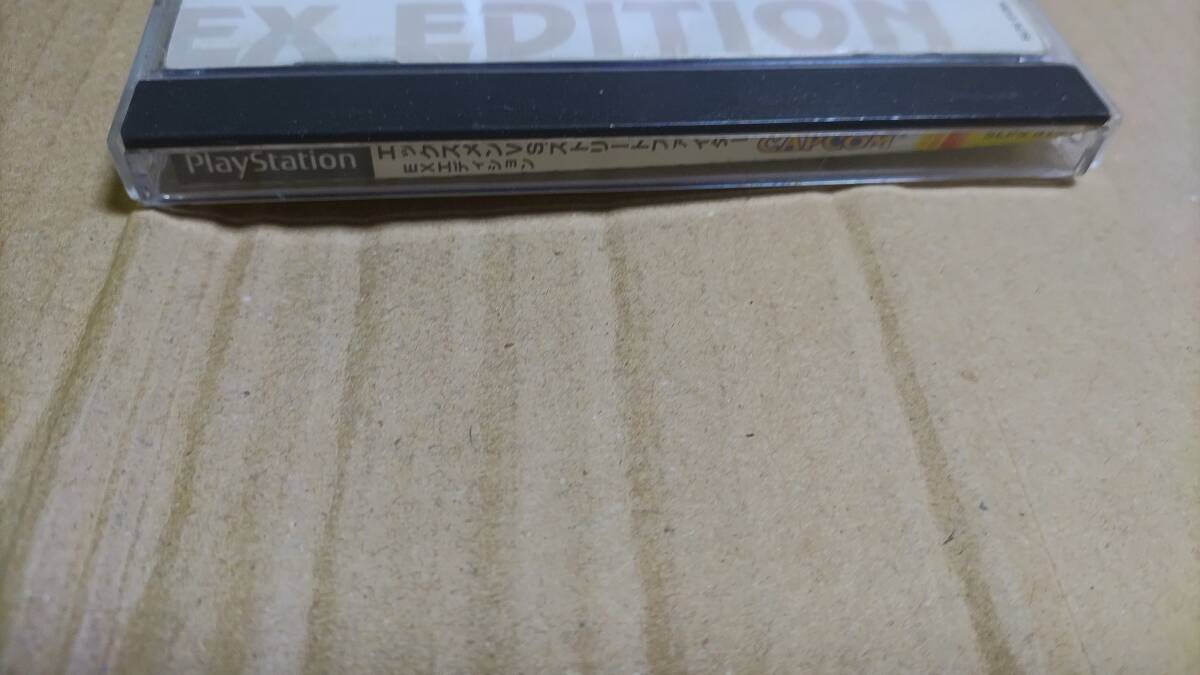 EX EDITION
PlayStation
エックスメンVS.ストリートファイター
EXエディション
CAPCOM